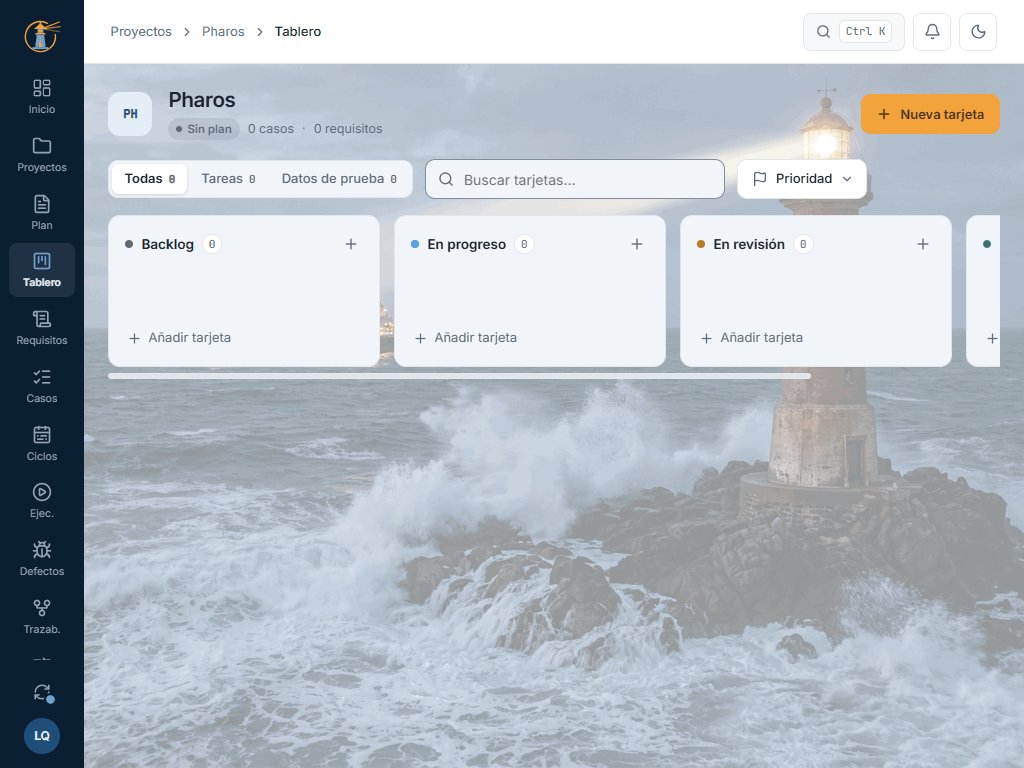 Proyectos > Pharos > Tablero
Ctrl K
Inicio
Proyectos
Plan
Tablero
Requisitos
Casos
Ciclos
Ejec.
Defectos
Trazab.
LQ
PH
Pharos
Sin plan
0 casos · 0 requisitos
+ Nueva tarjeta
Todas 0
Tareas 0
Datos de prueba 0
Buscar tarjetas...
Prioridad
Backlog 0 +
+ Añadir tarjeta
En progreso 0 +
+ Añadir tarjeta
En revisión 0 +
+ Añadir tarjeta
+